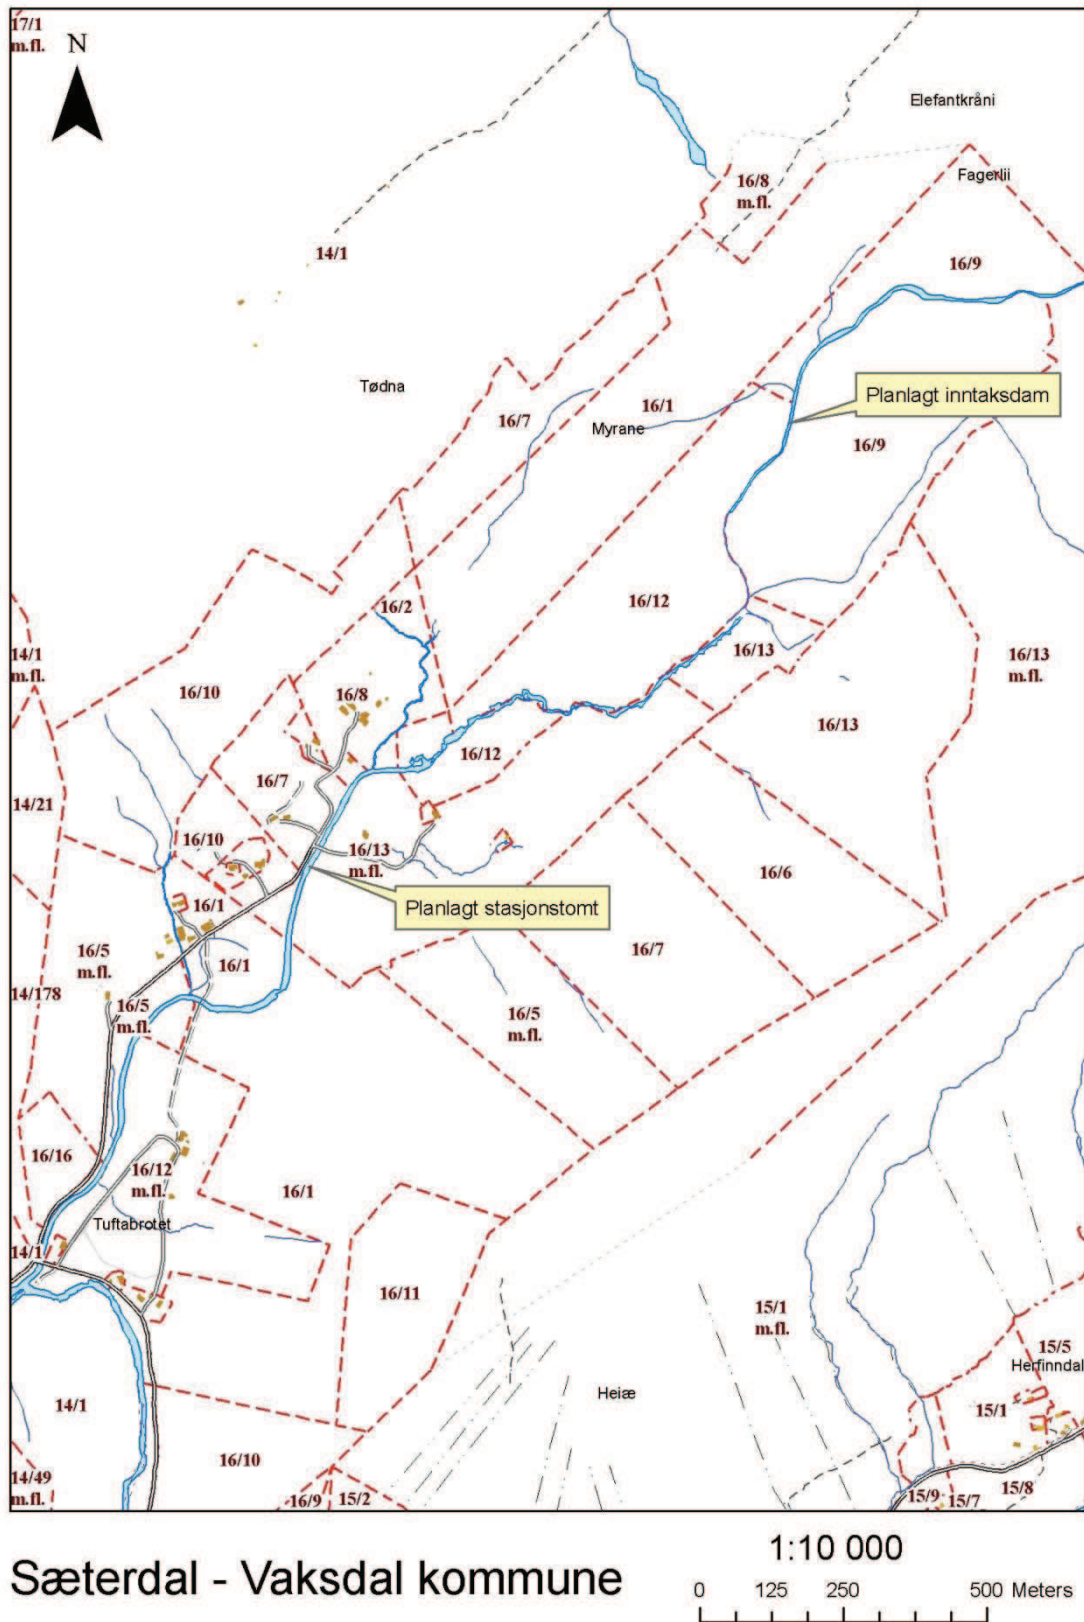 17/1
m.fl.
N
Elefantkråni
Fagerlii
16/8
m.fl.
14/1
16/9
Tødna
Planlagt inntaksdam
16/7
16/1
Myrane
16/9
16/2
16/12
14/1
m.fl.
16/13
16/13
m.fl.
16/10
16/8
16/13
16/12
16/7
14/21
16/10
16/13
m.fl.
16/6
Planlagt stasjonstomt
16/1
16/5
m.fl.
16/1
16/7
14/178
16/5
m.fl.
16/5
m.fl.
16/16
16/12
m.fl.
16/1
Tuftabrotet
14/1
16/11
15/1
m.fl.
15/5
Herfinndal
Heiæ
14/1
15/1
16/10
14/49
m.fl.
16/9
15/2
15/9
15/7
15/8
Sæterdal - Vaksdal kommune
1:10 000
0 125 250 500 Meters